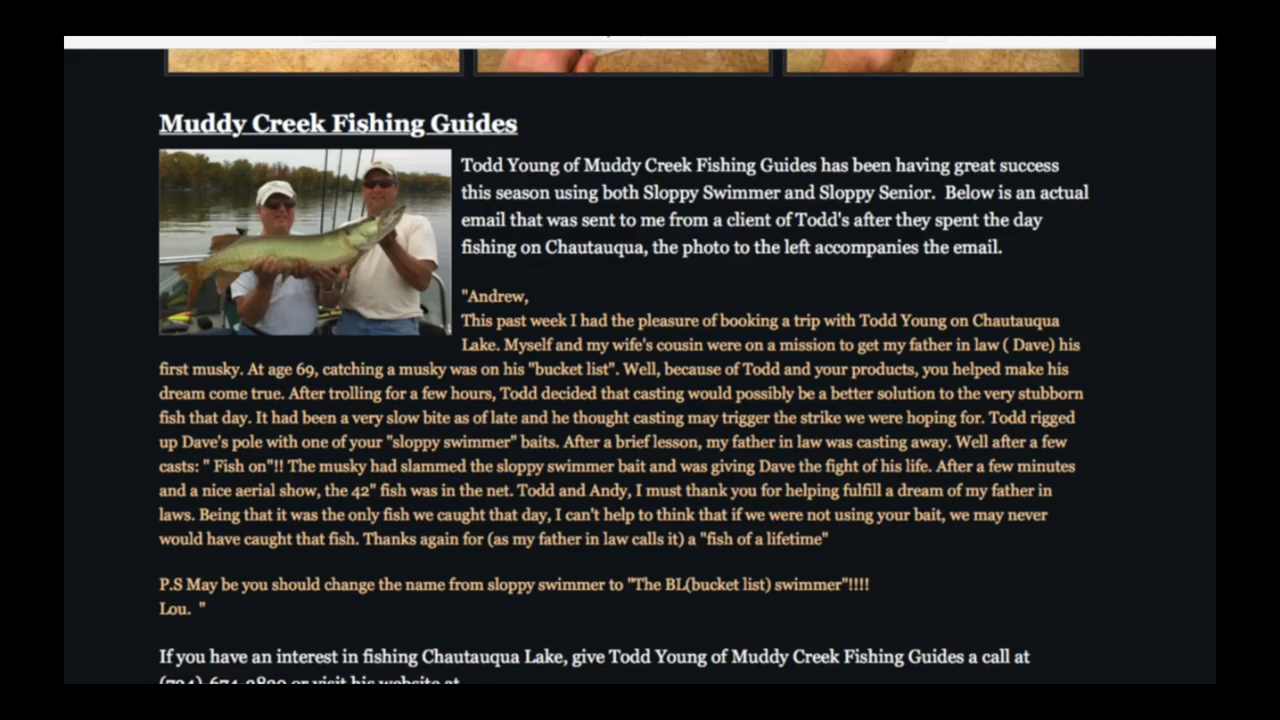 Muddy Creek Fishing Guides
Todd Young of Muddy Creek Fishing Guides has been having great success
this season using both Sloppy Swimmer and Sloppy Senior. Below is an actual
email that was sent to me from a client of Todd's after they spent the day
fishing on Chautauqua, the photo to the left accompanies the email.
"Andrew,
This past week I had the pleasure of booking a trip with Todd Young on Chautauqua
Lake. Myself and my wife's cousin were on a mission to get my father in law ( Dave) his
first musky. At age 69, catching a musky was on his "bucket list". Well, because of Todd and your products, you helped make his
dream come true. After trolling for a few hours, Todd decided that casting would possibly be a better solution to the very stubborn
fish that day. It had been a very slow bite as of late and he thought casting may trigger the strike we were hoping for. Todd rigged
up Dave's pole with one of your "sloppy swimmer" baits. After a brief lesson, my father in law was casting away. Well after a few
casts: " Fish on"!! The musky had slammed the sloppy swimmer bait and was giving Dave the fight of his life. After a few minutes
and a nice aerial show, the 42" fish was in the net. Todd and Andy, I must thank you for helping fulfill a dream of my father in
laws. Being that it was the only fish we caught that day, I can't help to think that if we were not using your bait, we may never
would have caught that fish. Thanks again for (as my father in law calls it) a "fish of a lifetime"
P.S May be you should change the name from sloppy swimmer to "The BL(bucket list) swimmer"!!!!
Lou. "
If you have an interest in fishing Chautauqua Lake, give Todd Young of Muddy Creek Fishing Guides a call at
or visit his website at